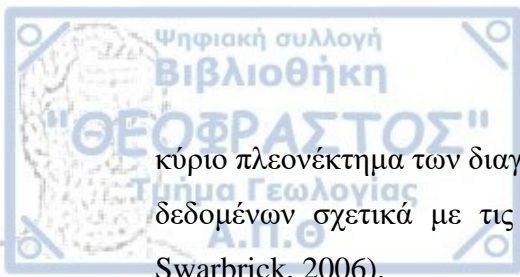 Ψηφιακή συλλογή
Βιβλιοθήκη
"ΘΕΟΦΡΑΣΤΟΣ"
κύριο πλεονέκτημα των διαγ
Τμήμα Γεωλογίας
δεδομένων σχετικά με τις
Α.Π.Θ
Swarbrick, 2006).